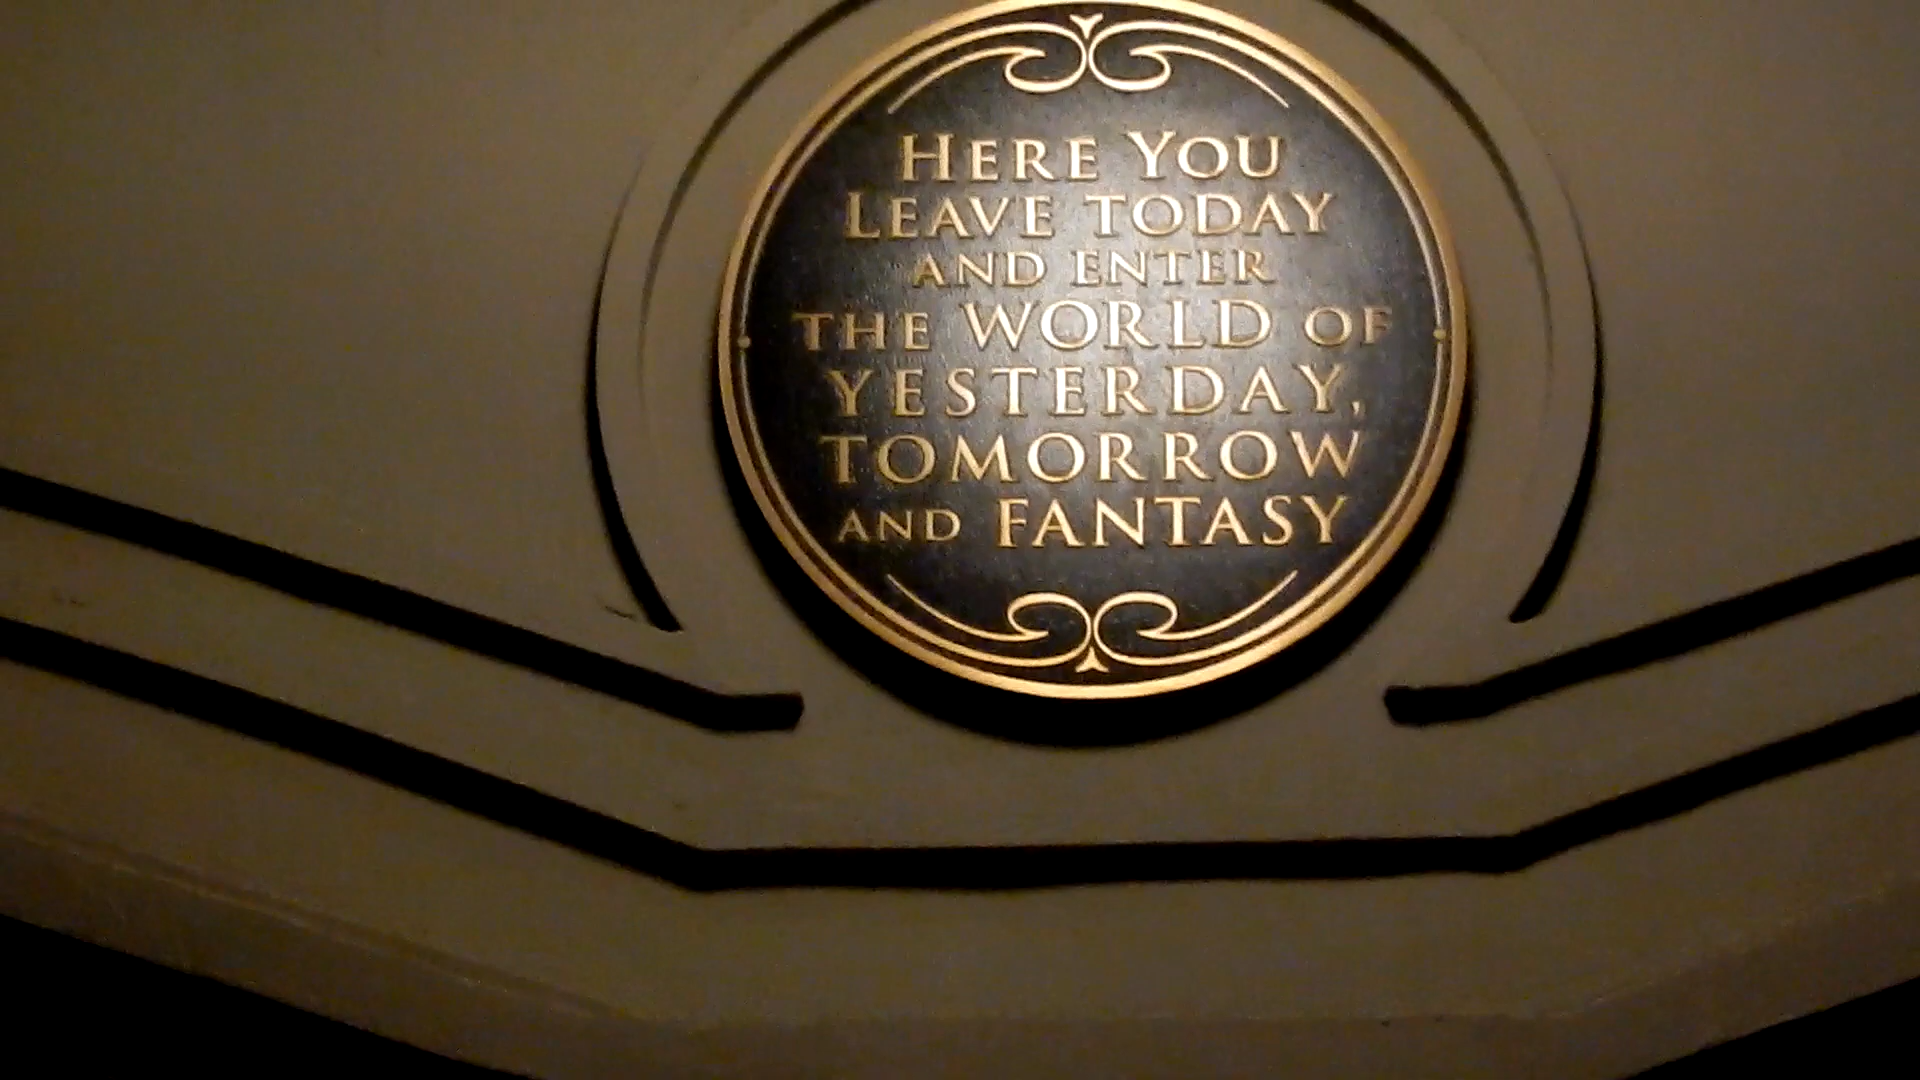 HERE YOU
LEAVE TODAY
AND ENTER
THE WORLD OF
YESTERDAY,
TOMORROW
AND FANTASY